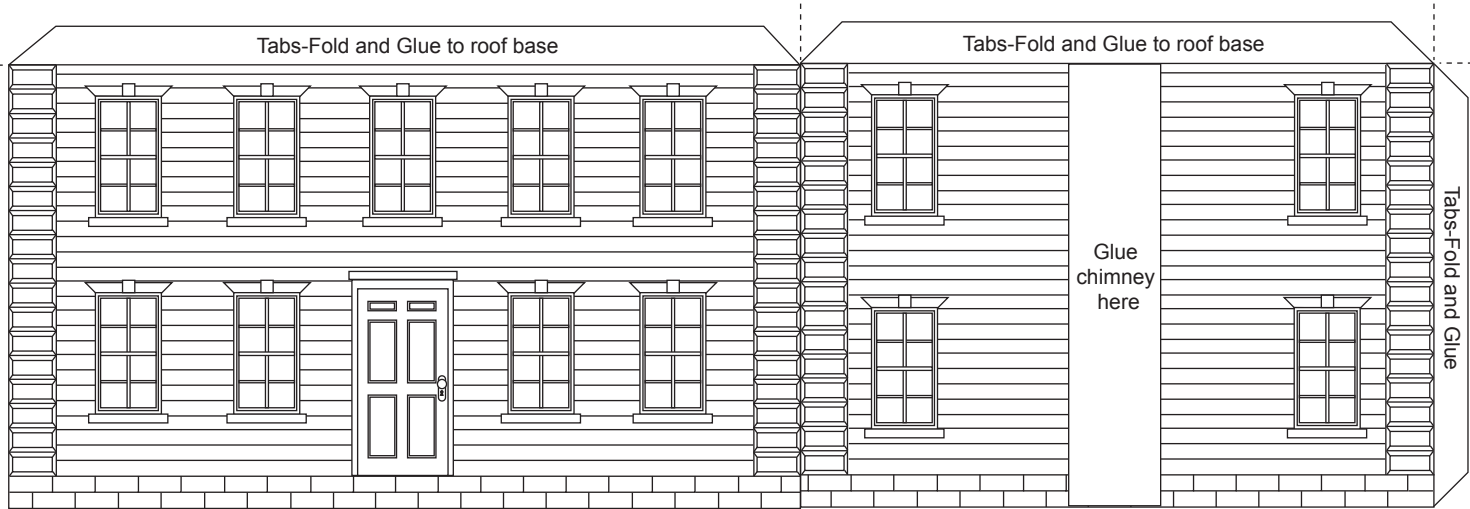 Tabs-Fold and Glue to roof base
Tabs-Fold and Glue to roof base
Glue
chimney
here
Tabs-Fold and Glue